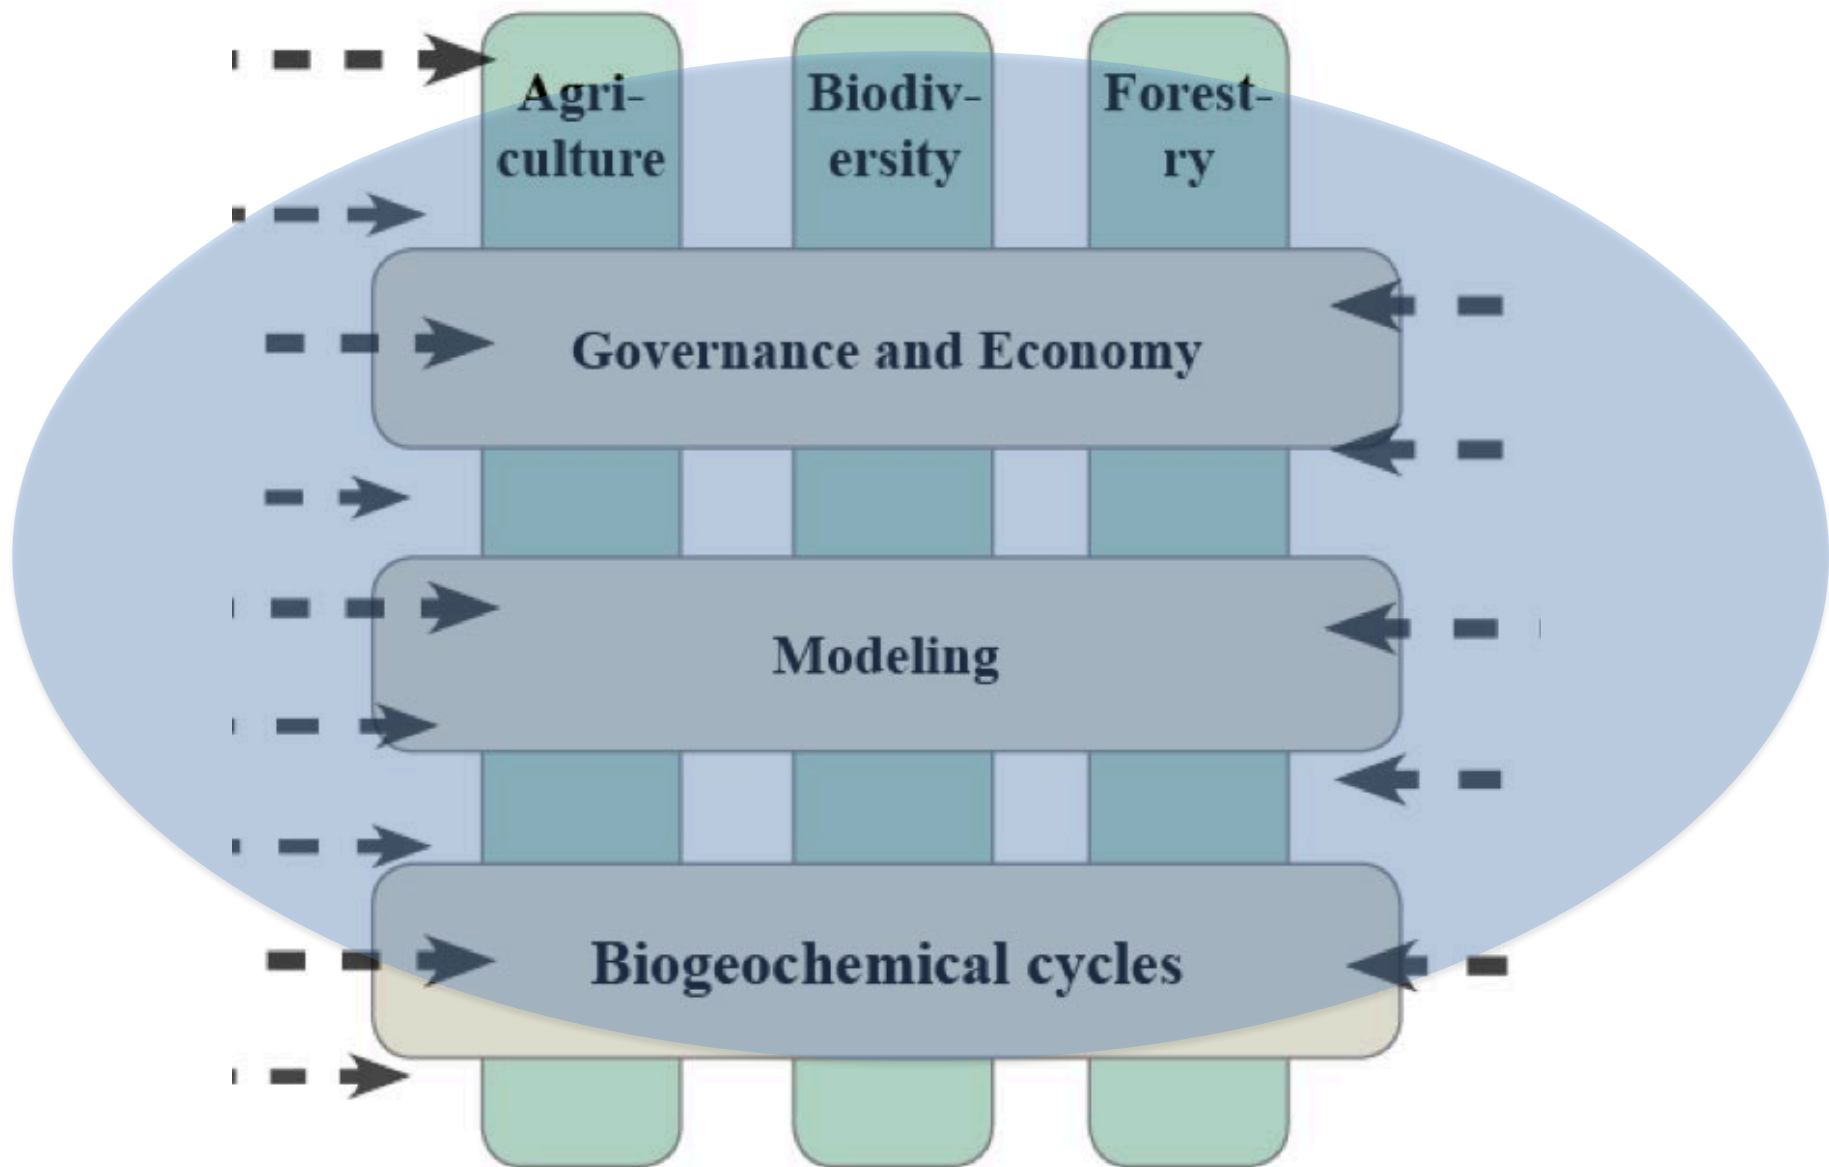 Agri-
culture
Biodiv-
ersity
Forest-
ry
Governance and Economy
Modeling
Biogeochemical cycles